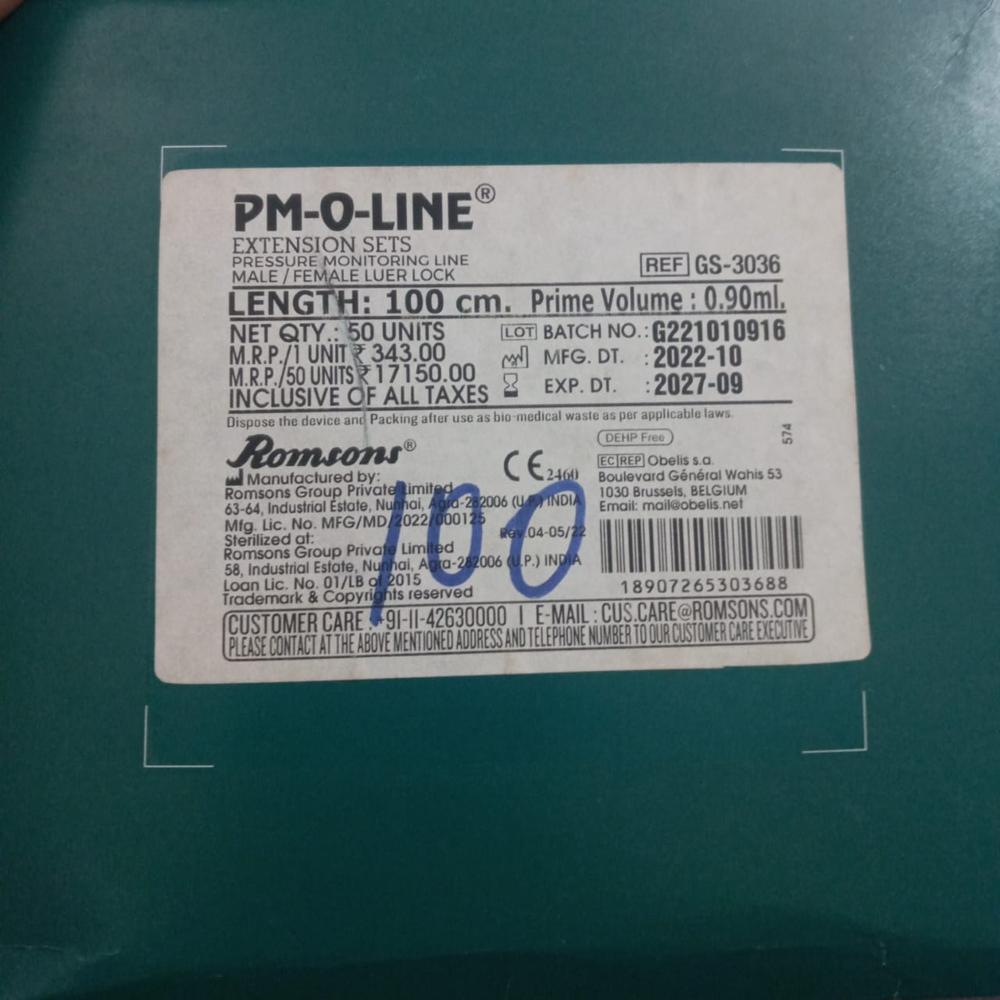 PM-O-LINE®
EXTENSION SETS
PRESSURE MONITORING LINE
MALE / FEMALE LUER LOCK
REF GS-3036
LENGTH: 100 cm. Prime Volume : 0.90ml.
NET QTY.: 50 UNITS
M.R.P./1 UNIT ₹ 343.00
M.R.P./50 UNITS ₹ 17150.00
INCLUSIVE OF ALL TAXES
LOT BATCH NO.: G221010916
MFG. DT. : 2022-10
EXP. DT. : 2027-09
Dispose the device and Packing after use as bio-medical waste as per applicable laws.
574
Romsons®
Manufactured by:
Romsons Group Private Limited
63-64, Industrial Estate, Nunhai, Agra-282006 (U.P.) INDIA
Mfg. Lic. No. MFG/MD/2022/000125
Rev.04-05/22
Sterilized at:
Romsons Group Private Limited
58, Industrial Estate, Nunhai, Agra-282006 (U.P.) INDIA
Loan Lic. No. 01/LB of 2015
Trademark & Copyrights reserved
CE 2460
DEHP Free
EC REP Obelis s.a.
Boulevard Général Wahis 53
1030 Brussels, BELGIUM
Email: mail@obelis.net
18907265303688
100
CUSTOMER CARE : +91-11-42630000 | E-MAIL : CUS.CARE@ROMSONS.COM
PLEASE CONTACT AT THE ABOVE MENTIONED ADDRESS AND TELEPHONE NUMBER TO OUR CUSTOMER CARE EXECUTIVE